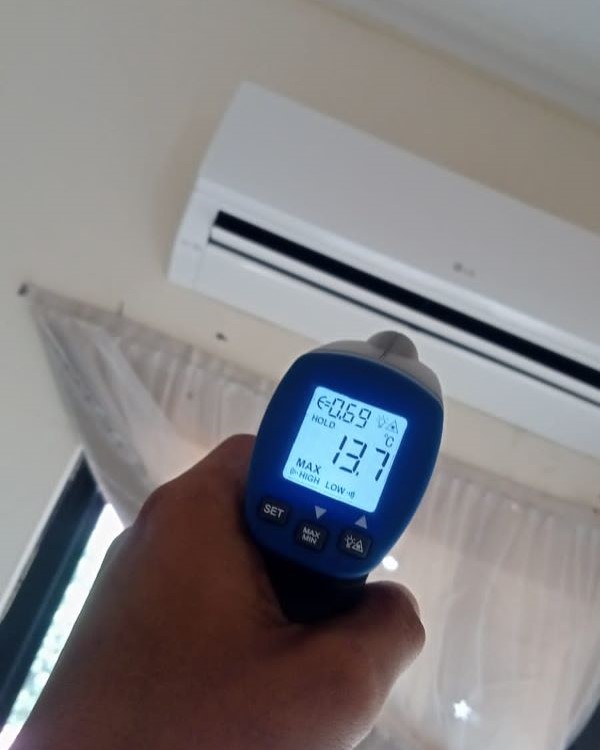 LG
ε=0.69
HOLD
°C
13.7
MAX
HIGH LOW
SET
MAX
MIN